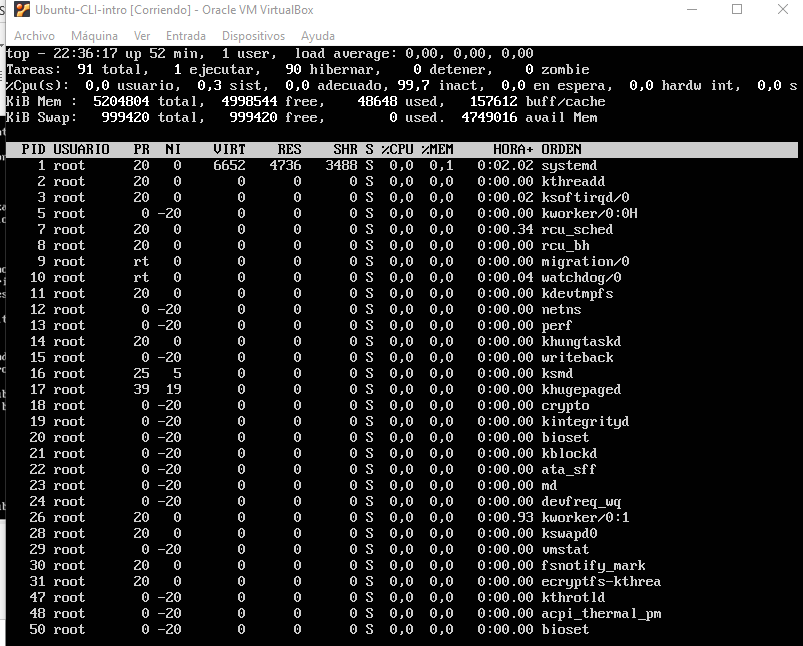 Ubuntu-CLI-intro [Corriendo] - Oracle VM VirtualBox
Archivo Máquina Ver Entrada Dispositivos Ayuda
top - 22:36:17 up 52 min, 1 user, load average: 0,00, 0,00, 0,00
Tareas: 91 total, 1 ejecutar, 90 hibernar, 0 detener, 0 zombie
%Cpu(s): 0,0 usuario, 0,3 sist, 0,0 adecuado, 99,7 inact, 0,0 en espera, 0,0 hardw int, 0,0 s
KiB Mem : 5204804 total, 4998544 free, 48648 used, 157612 buff/cache
KiB Swap: 999420 total, 999420 free, 0 used. 4749016 avail Mem
PID USUARIO PR NI VIRT RES SHR S %CPU %MEM HORA+ ORDEN
1 root 20 0 6652 4736 3488 S 0,0 0,1 0:02.02 systemd
2 root 20 0 0 0 0 S 0,0 0,0 0:00.00 kthreadd
3 root 20 0 0 0 0 S 0,0 0,0 0:00.02 ksoftirqd/0
5 root 0 -20 0 0 0 S 0,0 0,0 0:00.00 kworker/0:0H
7 root 20 0 0 0 0 S 0,0 0,0 0:00.34 rcu_sched
8 root 20 0 0 0 0 S 0,0 0,0 0:00.00 rcu_bh
9 root rt 0 0 0 0 S 0,0 0,0 0:00.00 migration/0
10 root rt 0 0 0 0 S 0,0 0,0 0:00.04 watchdog/0
11 root 20 0 0 0 0 S 0,0 0,0 0:00.00 kdevtmpfs
12 root 0 -20 0 0 0 S 0,0 0,0 0:00.00 netns
13 root 0 -20 0 0 0 S 0,0 0,0 0:00.00 perf
14 root 20 0 0 0 0 S 0,0 0,0 0:00.00 khungtaskd
15 root 0 -20 0 0 0 S 0,0 0,0 0:00.00 writeback
16 root 25 5 0 0 0 S 0,0 0,0 0:00.00 ksmd
17 root 39 19 0 0 0 S 0,0 0,0 0:00.00 khugepaged
18 root 0 -20 0 0 0 S 0,0 0,0 0:00.00 crypto
19 root 0 -20 0 0 0 S 0,0 0,0 0:00.00 kintegrityd
20 root 0 -20 0 0 0 S 0,0 0,0 0:00.00 bioset
21 root 0 -20 0 0 0 S 0,0 0,0 0:00.00 kblockd
22 root 0 -20 0 0 0 S 0,0 0,0 0:00.00 ata_sff
23 root 0 -20 0 0 0 S 0,0 0,0 0:00.00 md
24 root 0 -20 0 0 0 S 0,0 0,0 0:00.00 devfreq_wq
26 root 20 0 0 0 0 S 0,0 0,0 0:00.93 kworker/0:1
28 root 20 0 0 0 0 S 0,0 0,0 0:00.00 kswapd0
29 root 0 -20 0 0 0 S 0,0 0,0 0:00.00 vmstat
30 root 20 0 0 0 0 S 0,0 0,0 0:00.00 fsnotify_mark
31 root 20 0 0 0 0 S 0,0 0,0 0:00.00 ecryptfs-kthrea
47 root 0 -20 0 0 0 S 0,0 0,0 0:00.00 kthrotld
48 root 0 -20 0 0 0 S 0,0 0,0 0:00.00 acpi_thermal_pm
50 root 0 -20 0 0 0 S 0,0 0,0 0:00.00 bioset